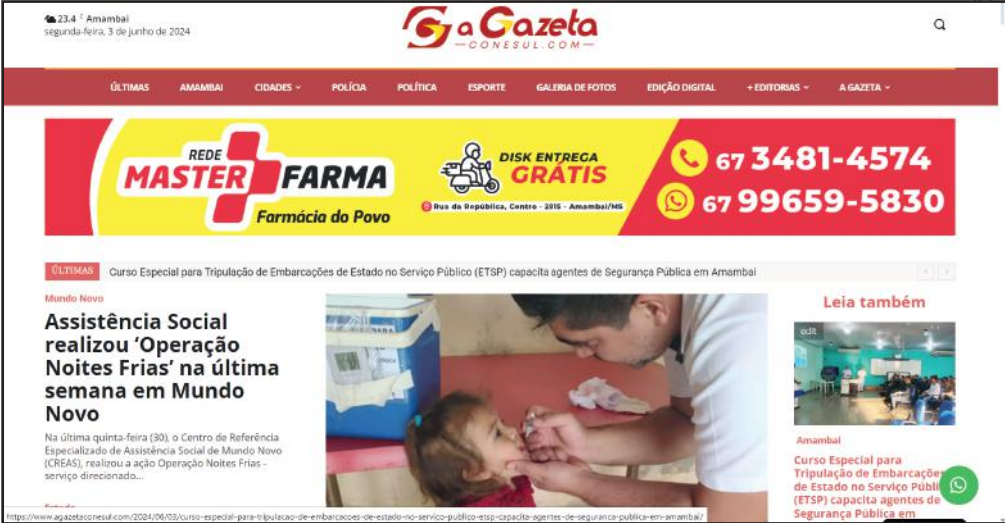 23.4 C Amambai
segunda-feira, 3 de junho de 2024
a Gazeta
CONESUL.COM
ÚLTIMAS
AMAMBAI
CIDADES
POLÍCIA
POLÍTICA
ESPORTE
GALERIA DE FOTOS
EDIÇÃO DIGITAL
+ EDITORIAS
A GAZETA
REDE
MASTER FARMA
Farmácia do Povo
DISK ENTREGA
GRÁTIS
Rua da República, Centro - 2815 - Amambai/MS
67 3481-4574
67 99659-5830
ÚLTIMAS
Curso Especial para Tripulação de Embarcações de Estado no Serviço Público (ETSP) capacita agentes de Segurança Pública em Amambai
Mundo Novo
Assistência Social
realizou ‘Operação
Noites Frias’ na última
semana em Mundo
Novo
Na última quinta-feira (30), o Centro de Referência
Especializado de Assistência Social de Mundo Novo
(CREAS), realizou a ação Operação Noites Frias -
serviço direcionado...
Leia também
edit
Amambai
Curso Especial para
Tripulação de Embarcações
de Estado no Serviço Públi
(ETSP) capacita agentes de
Segurança Pública em
https://www.agazetaconesul.com/2024/06/03/curso-especial-para-tripulacao-de-embarcacoes-de-estado-no-servico-publico-etsp-capacita-agentes-de-seguranca-publica-em-amambai/